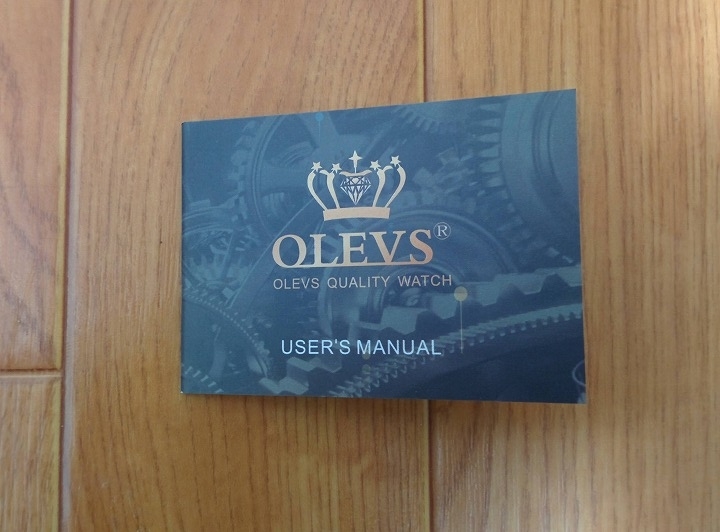 OLEVS®
OLEVS QUALITY WATCH
USER'S MANUAL